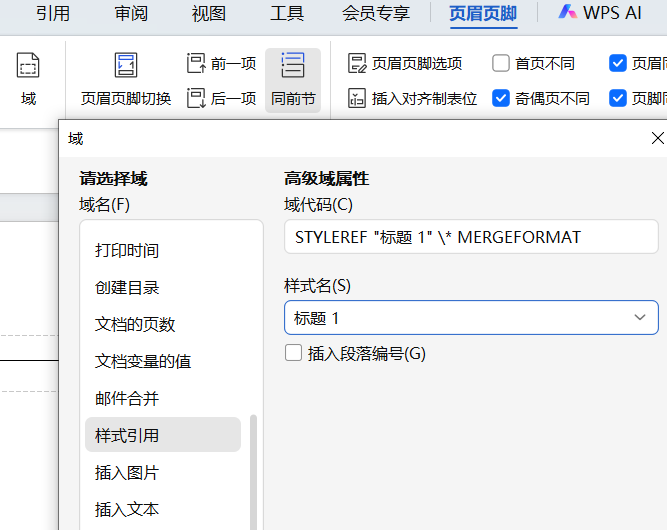 引用 审阅 视图 工具 会员专享 页眉页脚 WPS AI
域 页眉页脚切换 前一项 后一项 同前节 页眉页脚选项 插入对齐制表位 首页不同 奇偶页不同 页眉 页脚
域
请选择域
域名(F)
打印时间
创建目录
文档的页数
文档变量的值
邮件合并
样式引用
插入图片
插入文本
高级域属性
域代码(C)
STYLEREF "标题 1" \* MERGEFORMAT
样式名(S)
标题 1
插入段落编号(G)